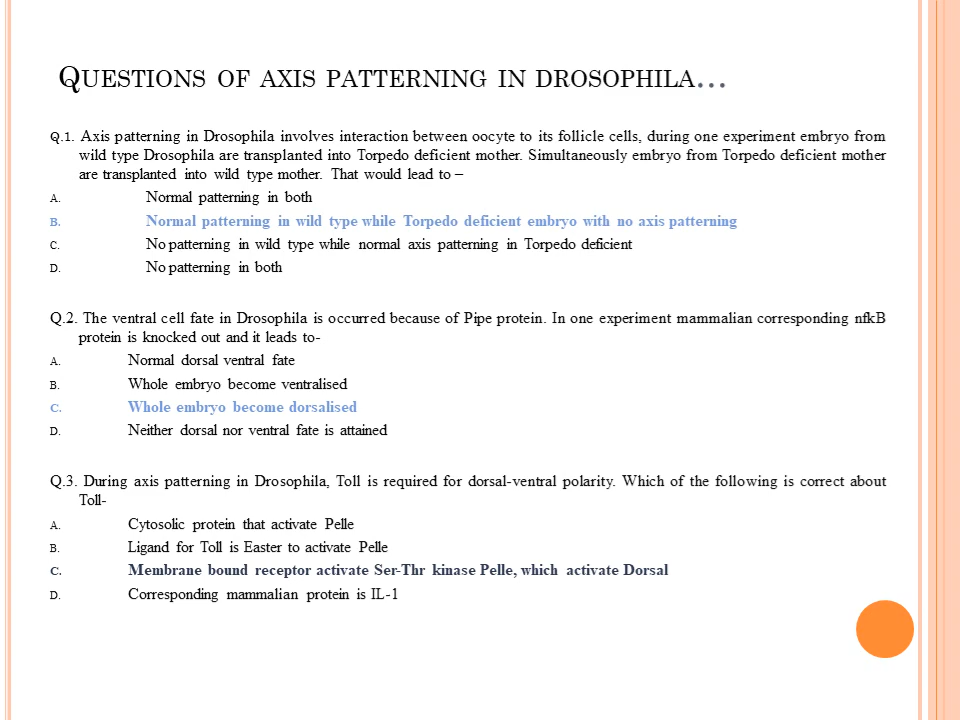 QUESTIONS OF AXIS PATTERNING IN DROSOPHILA…
Q.1. Axis patterning in Drosophila involves interaction between oocyte to its follicle cells, during one experiment embryo from
wild type Drosophila are transplanted into Torpedo deficient mother. Simultaneously embryo from Torpedo deficient mother
are transplanted into wild type mother. That would lead to –
A. Normal patterning in both
B. Normal patterning in wild type while Torpedo deficient embryo with no axis patterning
C. No patterning in wild type while normal axis patterning in Torpedo deficient
D. No patterning in both
Q.2. The ventral cell fate in Drosophila is occurred because of Pipe protein. In one experiment mammalian corresponding nfkB
protein is knocked out and it leads to-
A. Normal dorsal ventral fate
B. Whole embryo become ventralised
C. Whole embryo become dorsalised
D. Neither dorsal nor ventral fate is attained
Q.3. During axis patterning in Drosophila, Toll is required for dorsal-ventral polarity. Which of the following is correct about
Toll-
A. Cytosolic protein that activate Pelle
B. Ligand for Toll is Easter to activate Pelle
C. Membrane bound receptor activate Ser-Thr kinase Pelle, which activate Dorsal
D. Corresponding mammalian protein is IL-1